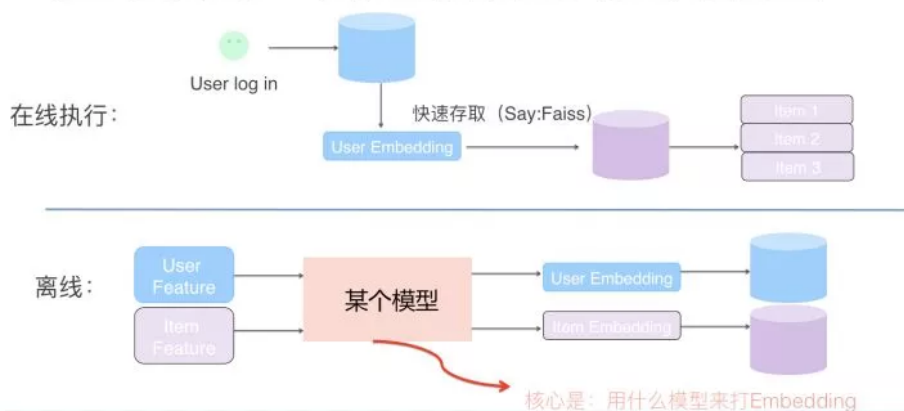 User log in
在线执行：
快速存取（Say:Faiss）
User Embedding
Item 1
Item 2
Item 3
离线：
User
Feature
Item
Feature
某个模型
User Embedding
Item Embedding
核心是：用什么模型来打Embedding